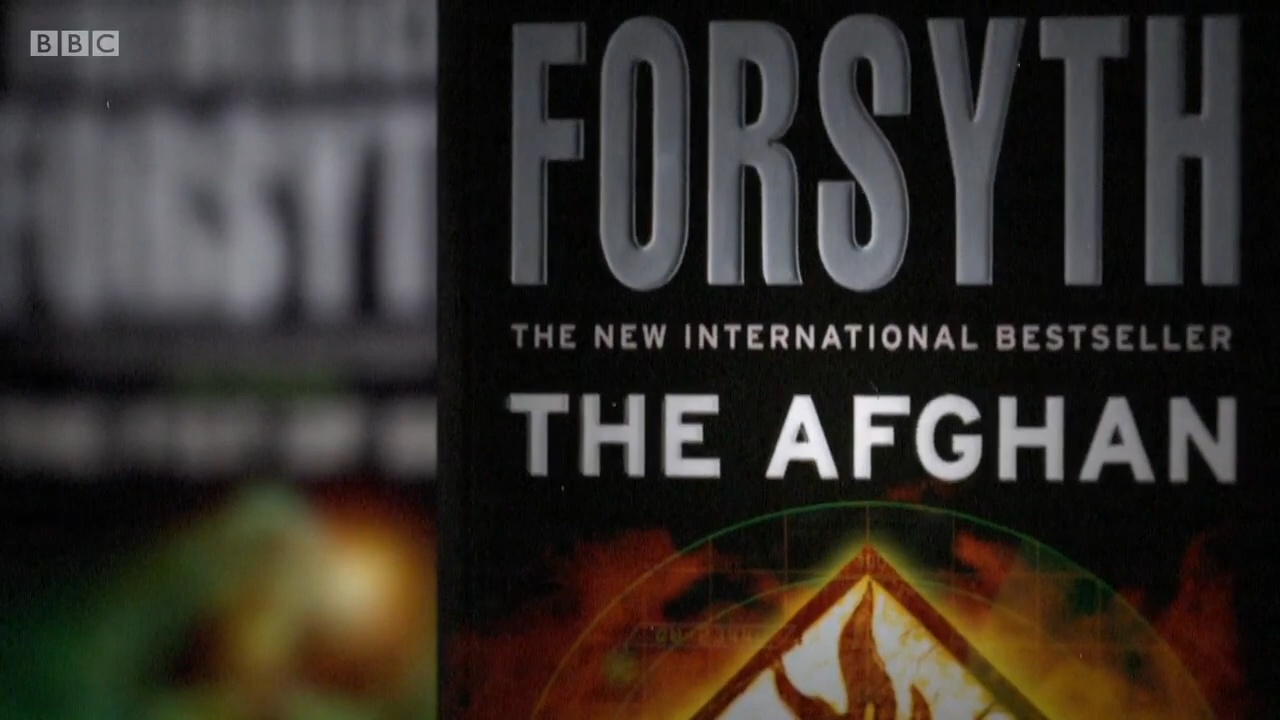 BBC
FORSYTH
THE NEW INTERNATIONAL BESTSELLER
THE AFGHAN